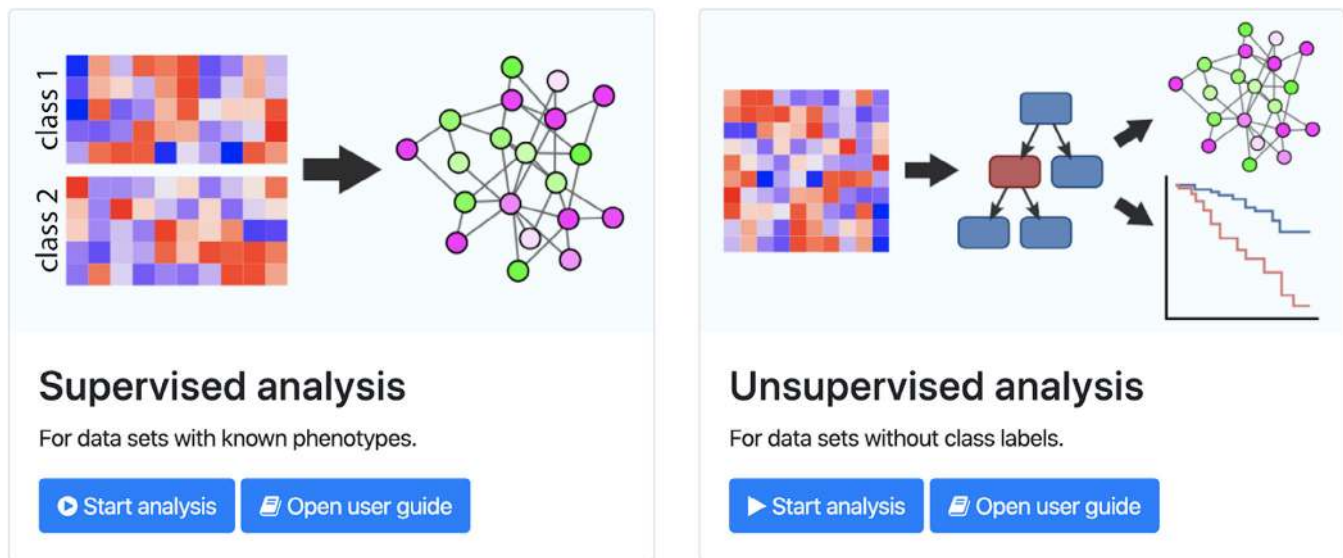 class 1
class 2
Supervised analysis
For data sets with known phenotypes.
Start analysis
Open user guide
Unsupervised analysis
For data sets without class labels.
Start analysis
Open user guide